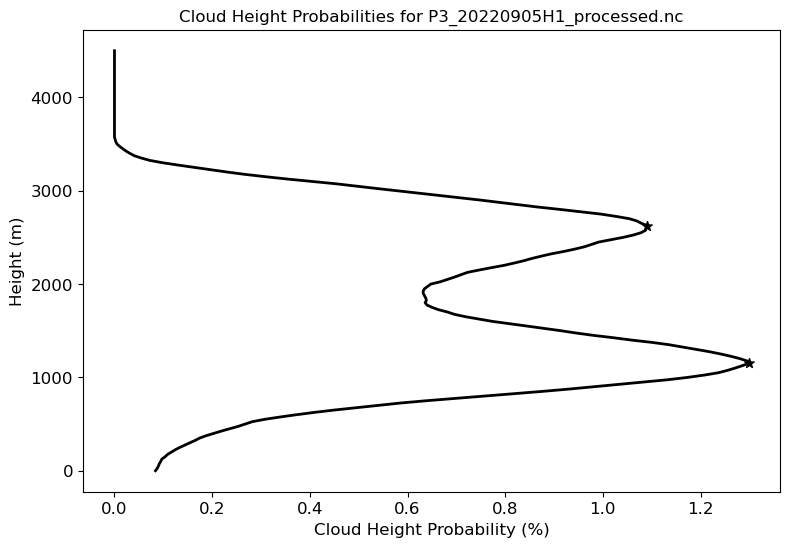 Cloud Height Probabilities for P3_20220905H1_processed.nc
4000
3000
2000
1000
0
Height (m)
0.0 0.2 0.4 0.6 0.8 1.0 1.2
Cloud Height Probability (%)